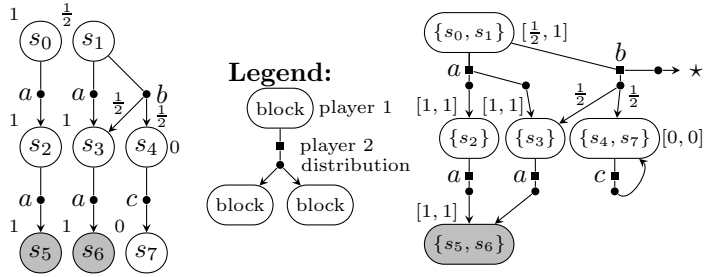 1 1/2
s0 s1
a a 1/2 b 1/2
1 1
s2 s3 s4 0
a a c
1 1 0
s5 s6 s7
Legend:
block player 1
player 2
distribution
block block
{s0, s1} [1/2, 1]
a b ⋆
1/2 1/2
[1, 1] [1, 1]
{s2} {s3} {s4, s7} [0, 0]
a a c
[1, 1]
{s5, s6}